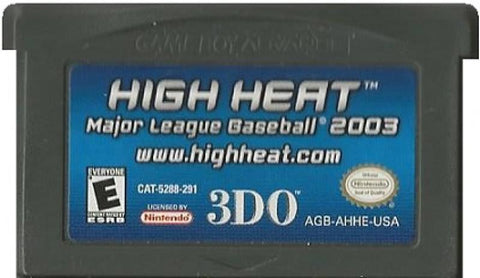 GAME BOY ADVANCE
HIGH HEAT™
Major League Baseball® 2003
www.highheat.com
EVERYONE
E
CONTENT RATED BY
ESRB
CAT-5288-291
LICENSED BY
Nintendo
3DO™
Official
Nintendo
Seal of Quality
AGB-AHHE-USA